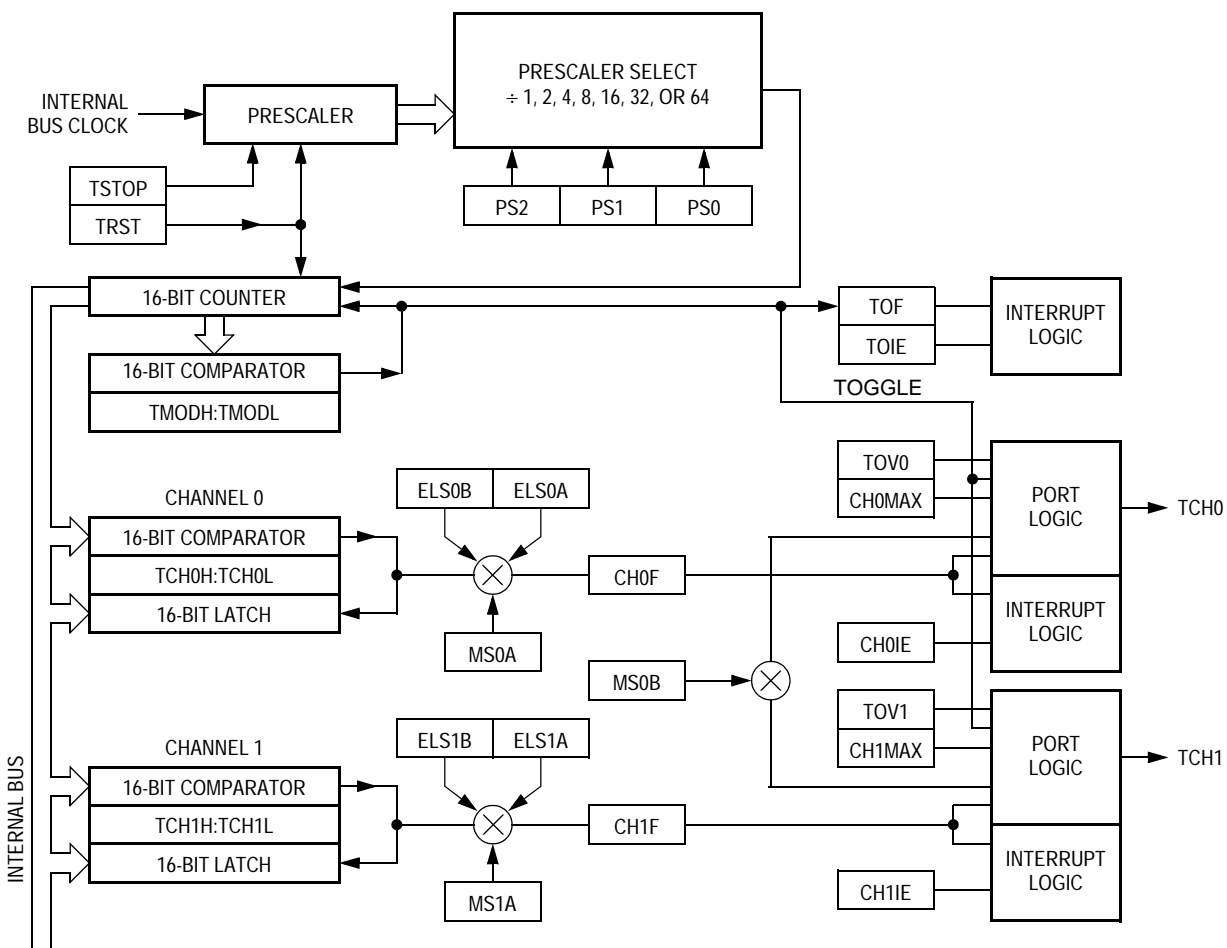 PRESCALER SELECT
÷ 1, 2, 4, 8, 16, 32, OR 64
INTERNAL
BUS CLOCK
PRESCALER
TSTOP
TRST
PS2
PS1
PS0
16-BIT COUNTER
16-BIT COMPARATOR
TMODH:TMODL
TOF
TOIE
INTERRUPT
LOGIC
TOGGLE
CHANNEL 0
16-BIT COMPARATOR
TCH0H:TCH0L
16-BIT LATCH
ELS0B
ELS0A
MS0A
CH0F
TOV0
CH0MAX
PORT
LOGIC
TCH0
INTERRUPT
LOGIC
CH0IE
MS0B
CHANNEL 1
16-BIT COMPARATOR
TCH1H:TCH1L
16-BIT LATCH
ELS1B
ELS1A
MS1A
CH1F
TOV1
CH1MAX
PORT
LOGIC
TCH1
INTERRUPT
LOGIC
CH1IE
INTERNAL BUS